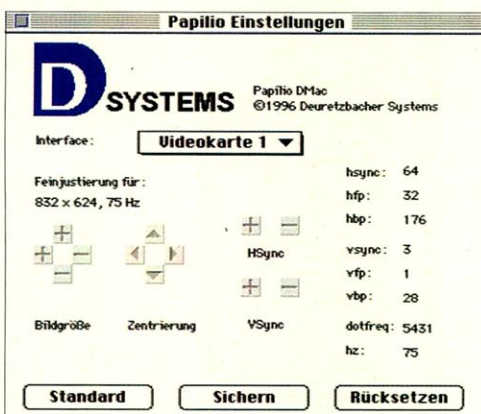 Papilio Einstellungen
D SYSTEMS
Papilio DMac
©1996 Deuretzbacher Systems
Interface:
Videokarte 1
Feinjustierung für:
832 x 624, 75 Hz
Bildgröße
Zentrierung
HSync
VSync
hsync: 64
hfp: 32
hbp: 176
vsync: 3
vfp: 1
vbp: 28
dotfreq: 5431
hz: 75
Standard
Sichern
Rücksetzen